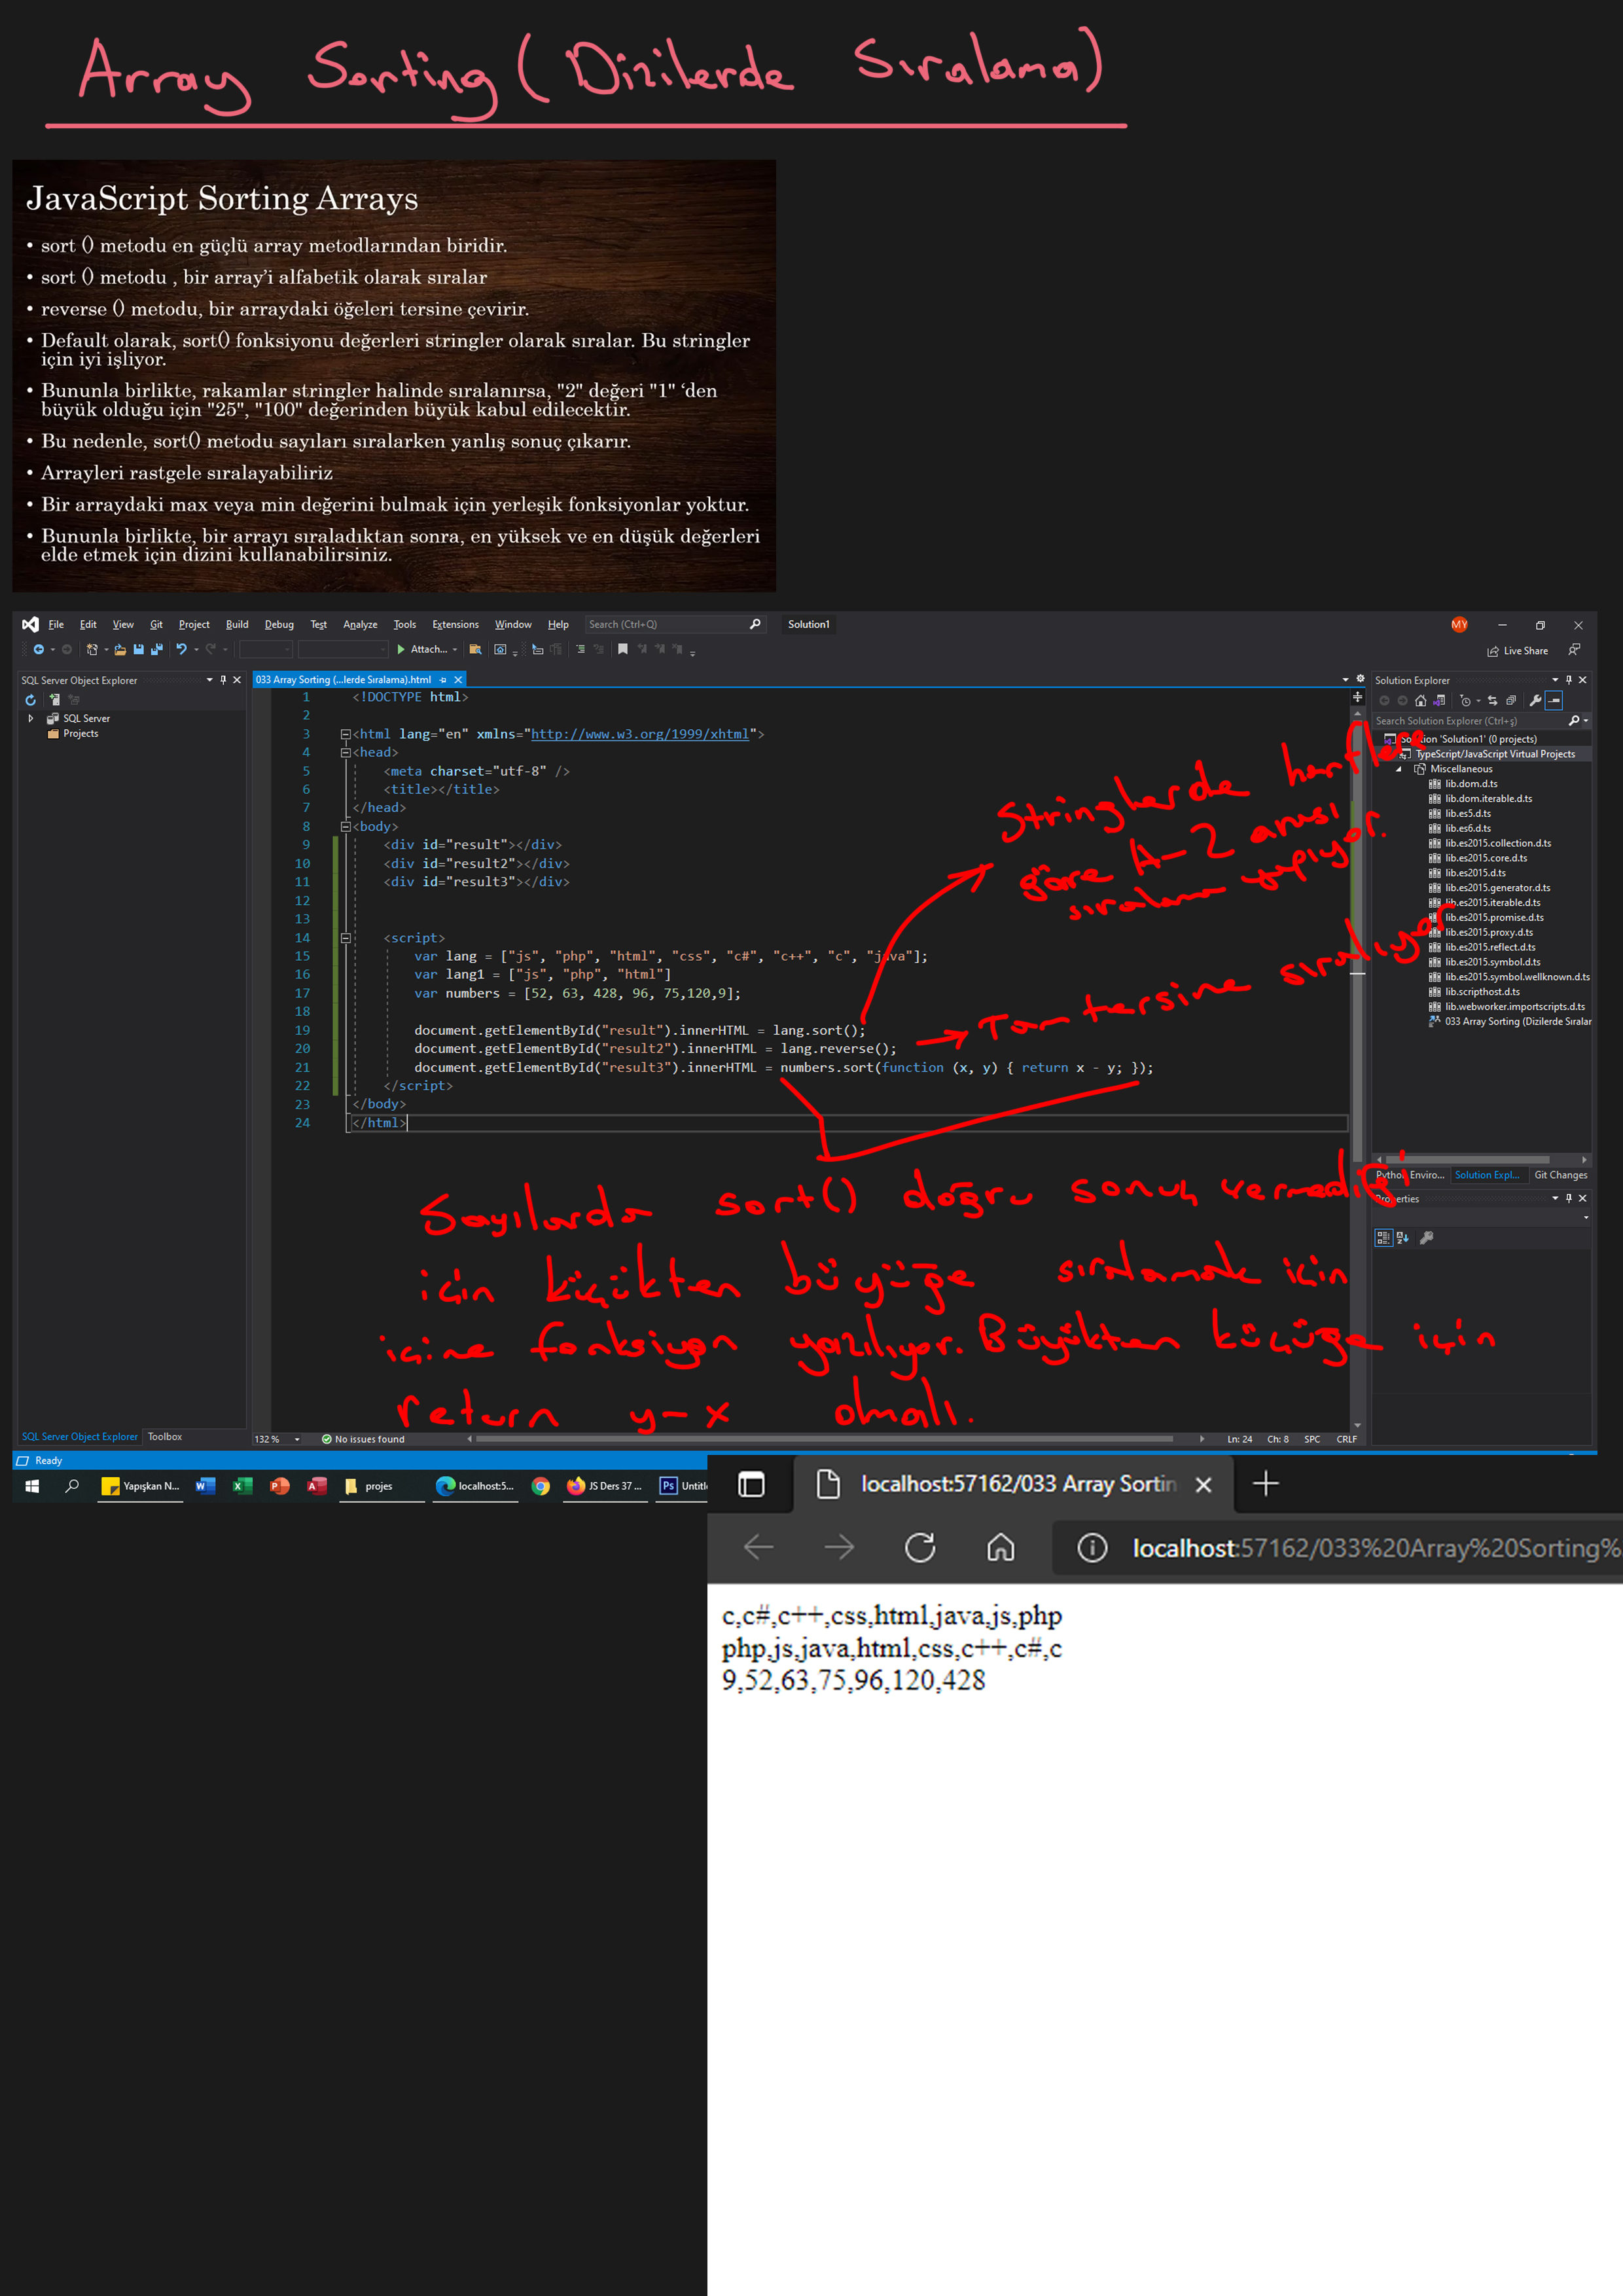 Array Sorting (Dizilerde Sıralama)
JavaScript Sorting Arrays
• sort () metodu en güçlü array metodlarından biridir.
• sort () metodu , bir array’i alfabetik olarak sıralar
• reverse () metodu, bir arraydaki öğeleri tersine çevirir.
• Default olarak, sort() fonksiyonu değerleri stringler olarak sıralar. Bu stringler
için iyi işliyor.
• Bununla birlikte, rakamlar stringler halinde sıralanırsa, "2" değeri "1" ‘den
büyük olduğu için "25", "100" değerinden büyük kabul edilecektir.
• Bu nedenle, sort() metodu sayıları sıralarken yanlış sonuç çıkarır.
• Arrayleri rastgele sıralayabiliriz
• Bir arraydaki max veya min değerini bulmak için yerleşik fonksiyonlar yoktur.
• Bununla birlikte, bir arrayı sıraladıktan sonra, en yüksek ve en düşük değerleri
elde etmek için dizini kullanabilirsiniz.
File Edit View Git Project Build Debug Test Analyze Tools Extensions Window Help Search (Ctrl+Q) Solution1 MY
Attach... Live Share
SQL Server Object Explorer
SQL Server
Projects
033 Array Sorting (...lerde Sıralama).html
1 <!DOCTYPE html>
2
3 <html lang="en" xmlns="http://www.w3.org/1999/xhtml">
4 <head>
5 <meta charset="utf-8" />
6 <title></title>
7 </head>
8 <body>
9 <div id="result"></div>
10 <div id="result2"></div>
11 <div id="result3"></div>
12
13
14 <script>
15 var lang = ["js", "php", "html", "css", "c#", "c++", "c", "java"];
16 var lang1 = ["js", "php", "html"]
17 var numbers = [52, 63, 428, 96, 75,120,9];
18
19 document.getElementById("result").innerHTML = lang.sort();
20 document.getElementById("result2").innerHTML = lang.reverse();
21 document.getElementById("result3").innerHTML = numbers.sort(function (x, y) { return x - y; });
22 </script>
23 </body>
24 </html>
Stringlerde harflere
göre A-Z arası
sıralama yapıyor.
Tam tersine sıralıyor
Sayılarda sort() doğru sonuç vermediği
için küçükten büyüğe sıralamak için
içine fonksiyon yazılıyor. Büyükten küçüğe için
return y-x olmalı.
Solution Explorer
Search Solution Explorer (Ctrl+ş)
Solution 'Solution1' (0 projects)
TypeScript/JavaScript Virtual Projects
Miscellaneous
lib.dom.d.ts
lib.dom.iterable.d.ts
lib.es5.d.ts
lib.es6.d.ts
lib.es2015.collection.d.ts
lib.es2015.core.d.ts
lib.es2015.d.ts
lib.es2015.generator.d.ts
lib.es2015.iterable.d.ts
lib.es2015.promise.d.ts
lib.es2015.proxy.d.ts
lib.es2015.reflect.d.ts
lib.es2015.symbol.d.ts
lib.es2015.symbol.wellknown.d.ts
lib.scripthost.d.ts
lib.webworker.importscripts.d.ts
033 Array Sorting (Dizilerde Sıralar
Python Enviro... Solution Expl... Git Changes
Properties
SQL Server Object Explorer Toolbox
132 % No issues found Ln: 24 Ch: 8 SPC CRLF
Ready
Yapışkan N... projes localhost:5... JS Ders 37 ... Ps Untitl
localhost:57162/033 Array Sortin
localhost:57162/033%20Array%20Sorting%
c,c#,c++,css,html,java,js,php
php,js,java,html,css,c++,c#,c
9,52,63,75,96,120,428